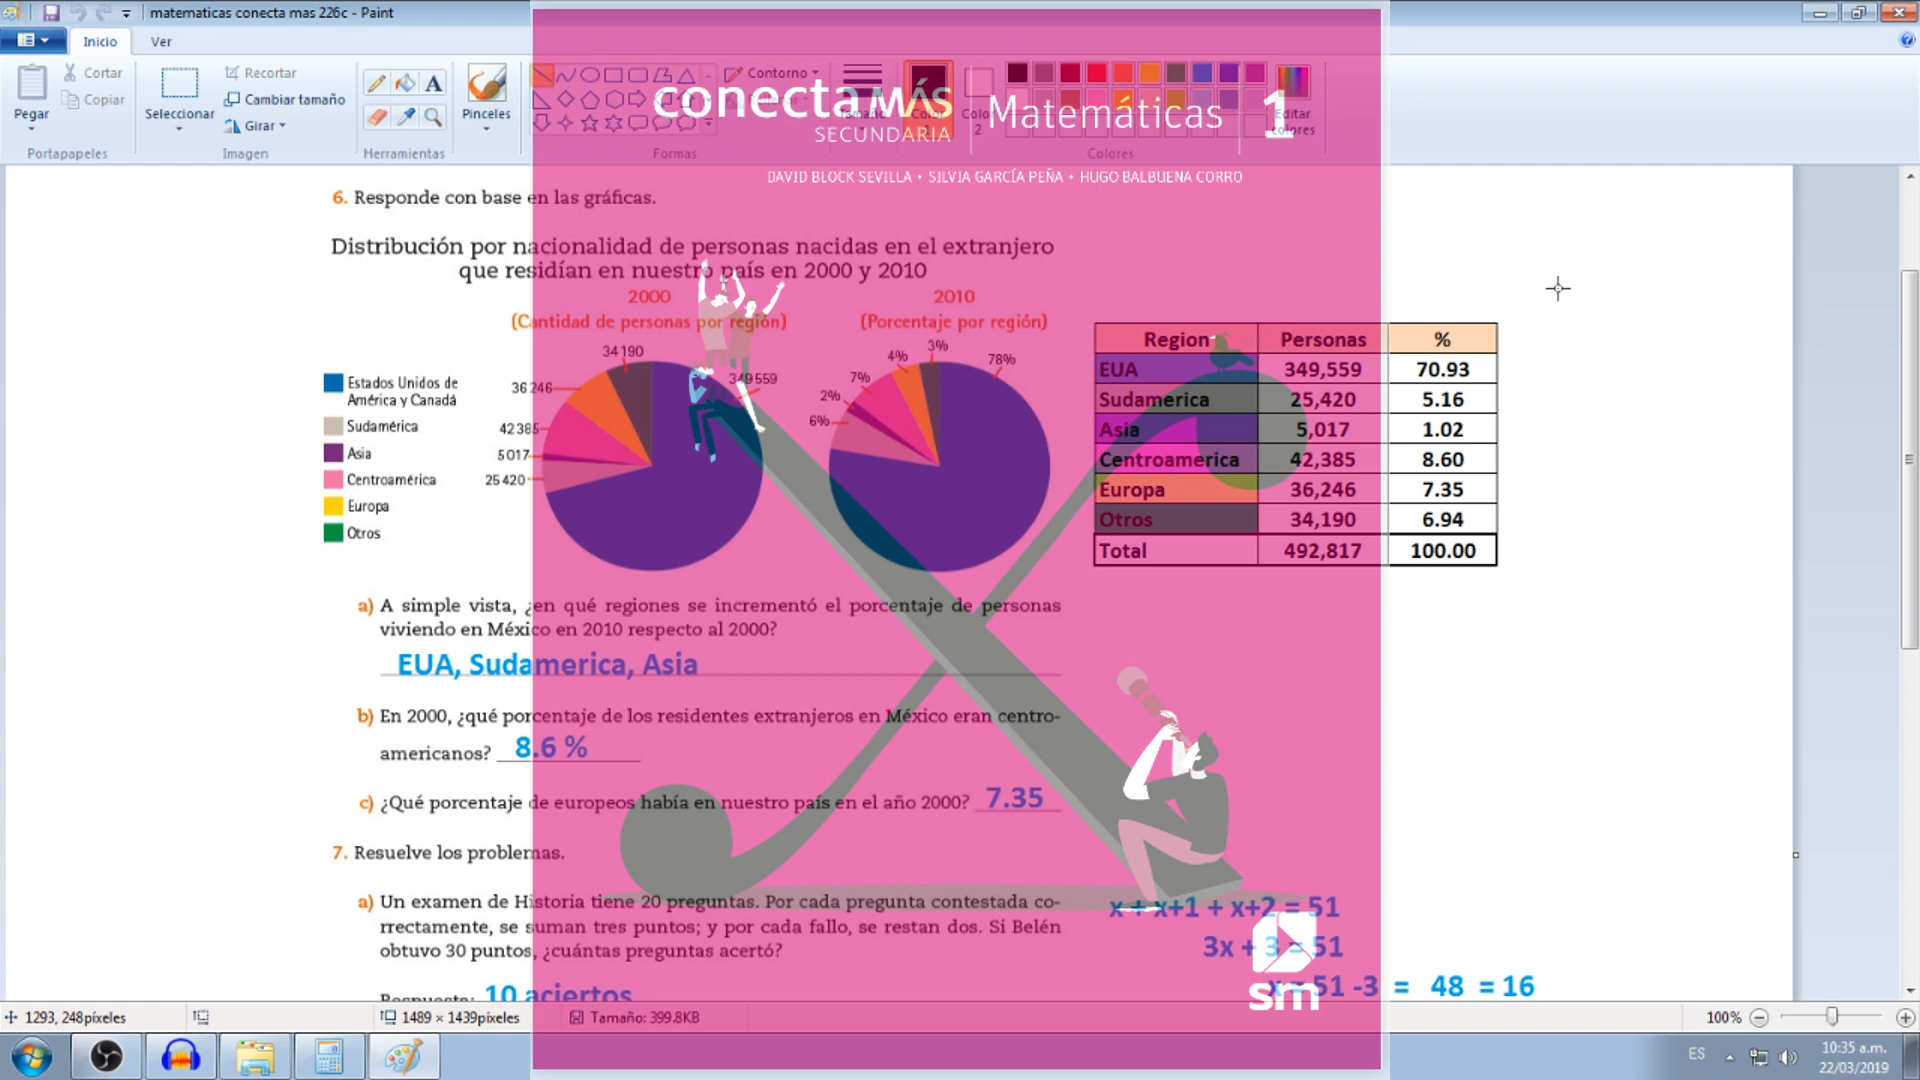 matematicas conecta mas 226c - Paint
Inicio
Ver
Pegar
Cortar
Copiar
Portapapeles
Seleccionar
Recortar
Cambiar tamaño
Girar
Imagen
A
Herramientas
Pinceles
Contorno
Formas
Tamaño
Color
Color
2
Editar
colores
Colores
conectaMÁS
SECUNDARIA
Matemáticas 1
DAVID BLOCK SEVILLA • SILVIA GARCÍA PEÑA • HUGO BALBUENA CORRO
6. Responde con base en las gráficas.
Distribución por nacionalidad de personas nacidas en el extranjero
que residían en nuestro país en 2000 y 2010
2000
(Cantidad de personas por región)
2010
(Porcentaje por región)
Estados Unidos de
América y Canadá
Sudamérica
Asia
Centroamérica
Europa
Otros
34 190
36 246
349 559
42 385
5 017
25 420
3%
4%
78%
7%
2%
6%
Region Personas %
EUA 349,559 70.93
Sudamerica 25,420 5.16
Asia 5,017 1.02
Centroamerica 42,385 8.60
Europa 36,246 7.35
Otros 34,190 6.94
Total 492,817 100.00
a) A simple vista, ¿en qué regiones se incrementó el porcentaje de personas
viviendo en México en 2010 respecto al 2000?
EUA, Sudamerica, Asia
b) En 2000, ¿qué porcentaje de los residentes extranjeros en México eran centro-
americanos? 8.6 %
c) ¿Qué porcentaje de europeos había en nuestro país en el año 2000? 7.35
7. Resuelve los problemas.
a) Un examen de Historia tiene 20 preguntas. Por cada pregunta contestada co-
rrectamente, se suman tres puntos; y por cada fallo, se restan dos. Si Belén
obtuvo 30 puntos, ¿cuántas preguntas acertó?
Respuesta: 10 aciertos
x + x+1 + x+2 = 51
3x + 3 = 51
x = 51 -3 = 48 = 16
sm
1293, 248píxeles
1489 × 1439píxeles
Tamaño: 399.8KB
100%
ES
10:35 a.m.
22/03/2019